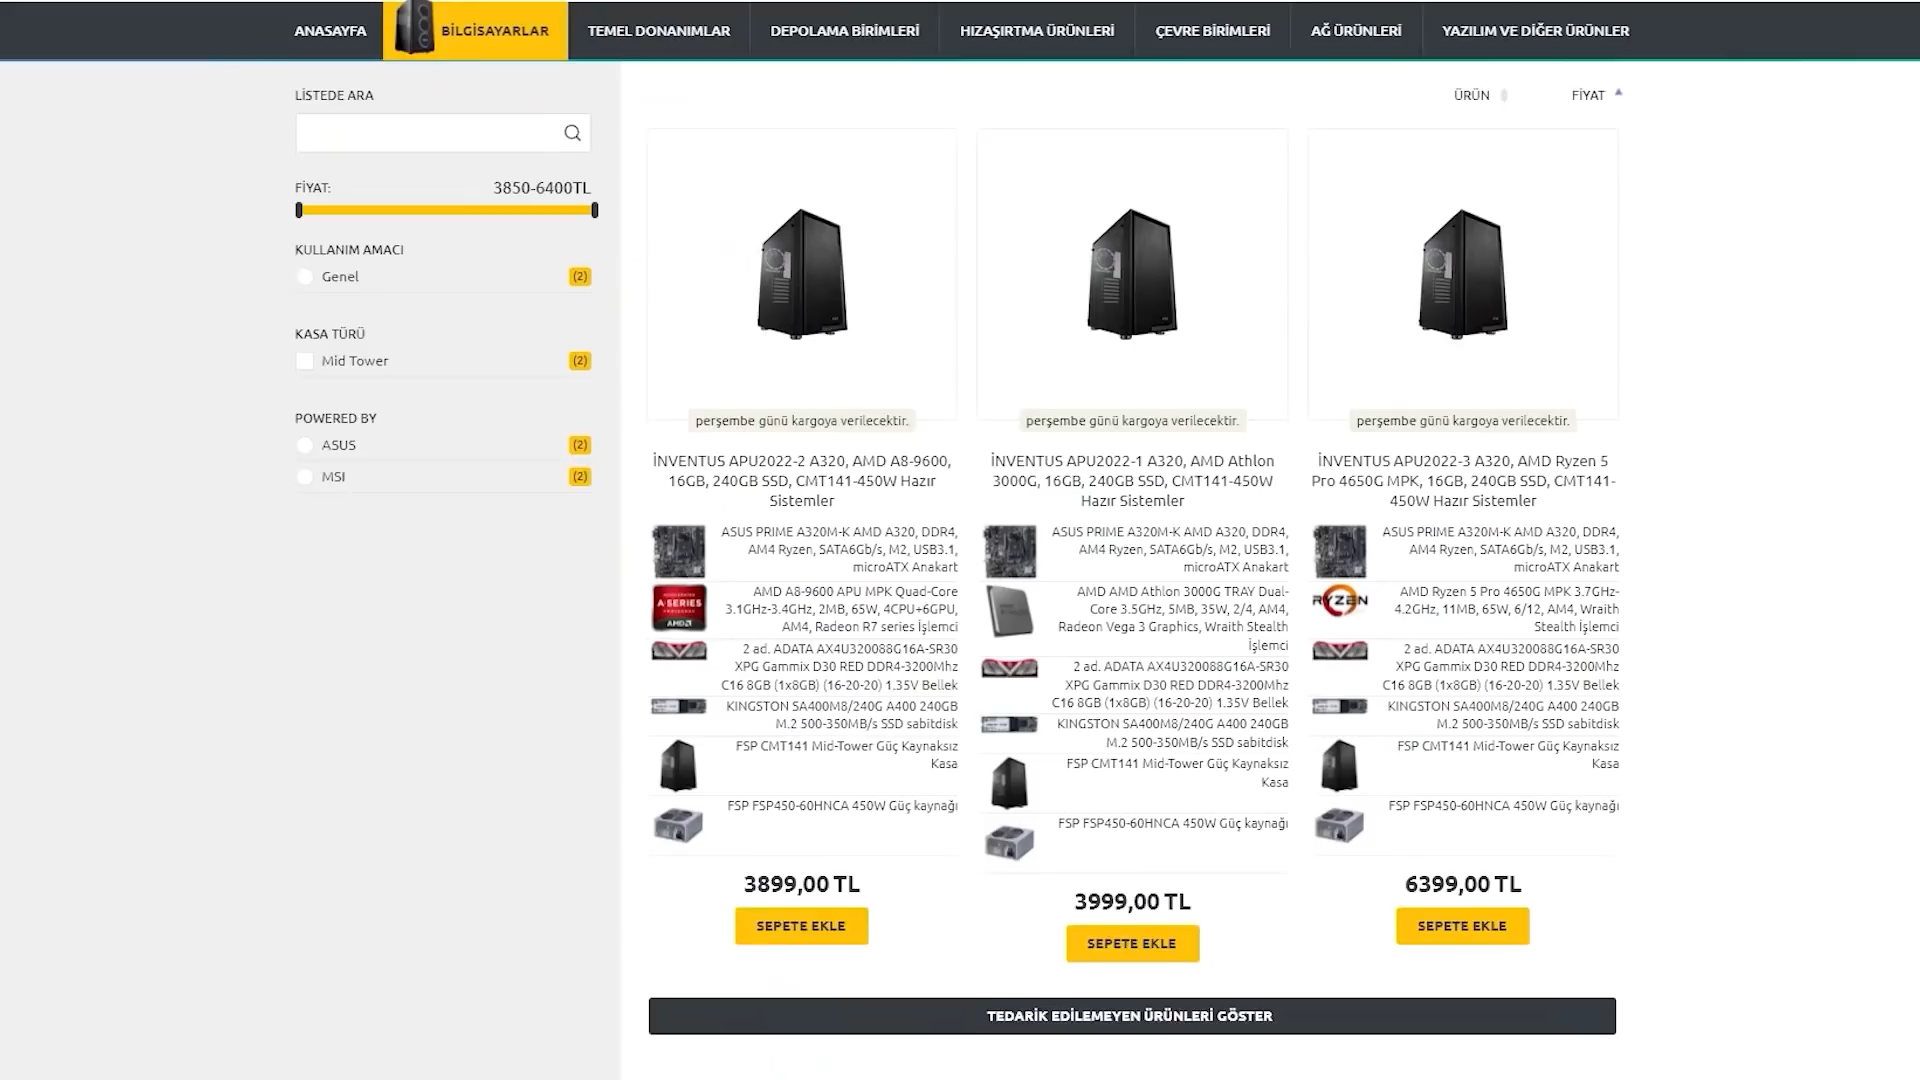 ANASAYFA
BİLGİSAYARLAR
TEMEL DONANIMLAR
DEPOLAMA BİRİMLERİ
HIZAŞIRTMA ÜRÜNLERİ
ÇEVRE BİRİMLERİ
AĞ ÜRÜNLERİ
YAZILIM VE DİĞER ÜRÜNLER
LİSTEDE ARA
FİYAT: 3850-6400TL
KULLANIM AMACI
Genel (2)
KASA TÜRÜ
Mid Tower (2)
POWERED BY
ASUS (2)
MSI (2)
ÜRÜN
FİYAT
perşembe günü kargoya verilecektir.
İNVENTUS APU2022-2 A320, AMD A8-9600,
16GB, 240GB SSD, CMT141-450W Hazır
Sistemler
ASUS PRIME A320M-K AMD A320, DDR4,
AM4 Ryzen, SATA6Gb/s, M2, USB3.1,
microATX Anakart
A-SERIES
AMD
AMD A8-9600 APU MPK Quad-Core
3.1GHz-3.4GHz, 2MB, 65W, 4CPU+6GPU,
AM4, Radeon R7 series İşlemci
2 ad. ADATA AX4U320088G16A-SR30
XPG Gammix D30 RED DDR4-3200Mhz
C16 8GB (1x8GB) (16-20-20) 1.35V Bellek
KINGSTON SA400M8/240G A400 240GB
M.2 500-350MB/s SSD sabitdisk
FSP CMT141 Mid-Tower Güç Kaynaksız
Kasa
FSP FSP450-60HNCA 450W Güç kaynağı
3899,00 TL
SEPETE EKLE
perşembe günü kargoya verilecektir.
İNVENTUS APU2022-1 A320, AMD Athlon
3000G, 16GB, 240GB SSD, CMT141-450W
Hazır Sistemler
ASUS PRIME A320M-K AMD A320, DDR4,
AM4 Ryzen, SATA6Gb/s, M2, USB3.1,
microATX Anakart
AMD AMD Athlon 3000G TRAY Dual-
Core 3.5GHz, 5MB, 35W, 2/4, AM4,
Radeon Vega 3 Graphics, Wraith Stealth
İşlemci
2 ad. ADATA AX4U320088G16A-SR30
XPG Gammix D30 RED DDR4-3200Mhz
C16 8GB (1x8GB) (16-20-20) 1.35V Bellek
KINGSTON SA400M8/240G A400 240GB
M.2 500-350MB/s SSD sabitdisk
FSP CMT141 Mid-Tower Güç Kaynaksız
Kasa
FSP FSP450-60HNCA 450W Güç kaynağı
3999,00 TL
SEPETE EKLE
perşembe günü kargoya verilecektir.
İNVENTUS APU2022-3 A320, AMD Ryzen 5
Pro 4650G MPK, 16GB, 240GB SSD, CMT141-
450W Hazır Sistemler
ASUS PRIME A320M-K AMD A320, DDR4,
AM4 Ryzen, SATA6Gb/s, M2, USB3.1,
microATX Anakart
RYZEN
AMD Ryzen 5 Pro 4650G MPK 3.7GHz-
4.2GHz, 11MB, 65W, 6/12, AM4, Wraith
Stealth İşlemci
2 ad. ADATA AX4U320088G16A-SR30
XPG Gammix D30 RED DDR4-3200Mhz
C16 8GB (1x8GB) (16-20-20) 1.35V Bellek
KINGSTON SA400M8/240G A400 240GB
M.2 500-350MB/s SSD sabitdisk
FSP CMT141 Mid-Tower Güç Kaynaksız
Kasa
FSP FSP450-60HNCA 450W Güç kaynağı
6399,00 TL
SEPETE EKLE
TEDARİK EDİLEMEYEN ÜRÜNLERİ GÖSTER